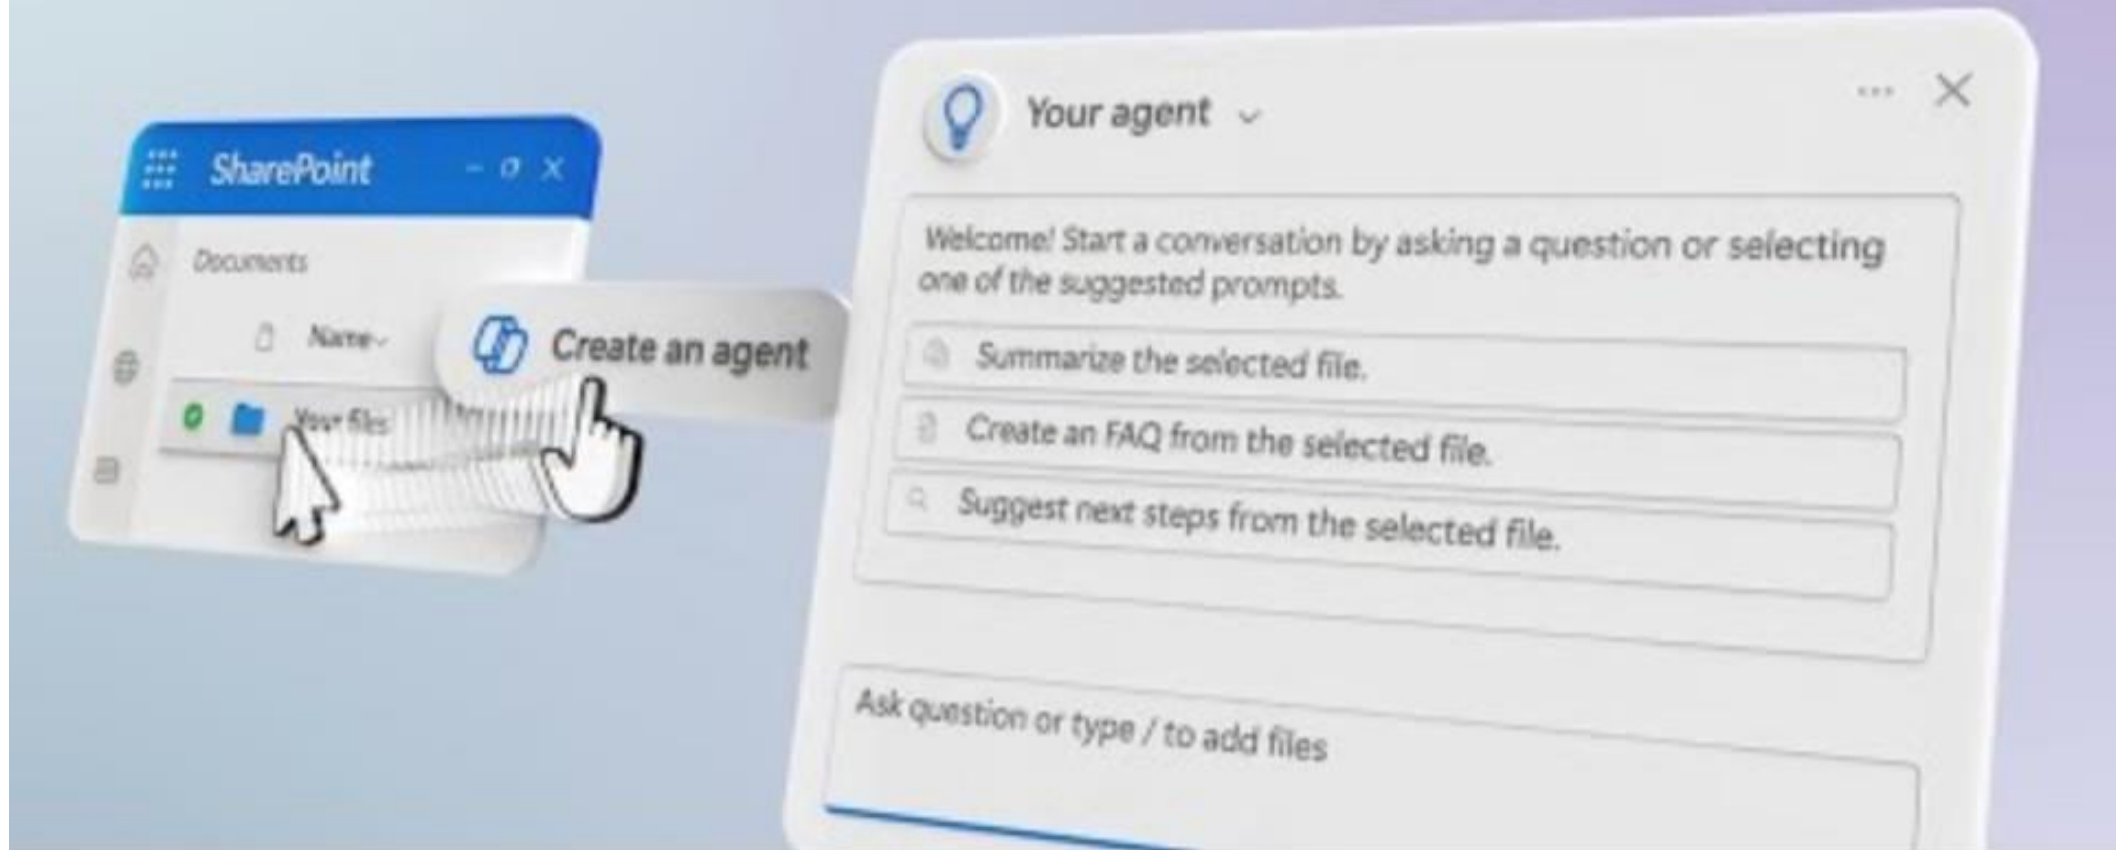 SharePoint
Documents
Name
Your files
Create an agent
Your agent
Welcome! Start a conversation by asking a question or selecting
one of the suggested prompts.
Summarize the selected file.
Create an FAQ from the selected file.
Suggest next steps from the selected file.
Ask question or type / to add files